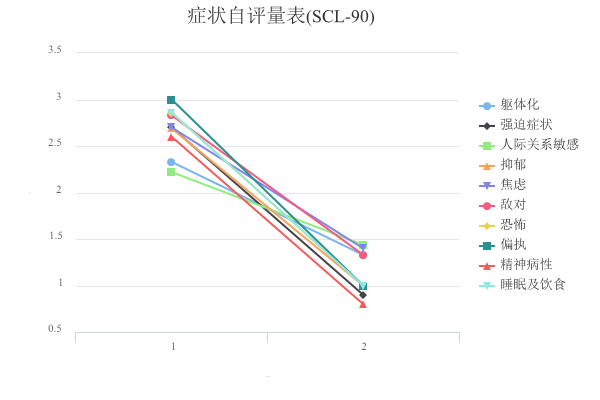 症状自评量表(SCL-90)
3.5
3
2.5
2
1.5
1
0.5
1
2
躯体化
强迫症状
人际关系敏感
抑郁
焦虑
敌对
恐怖
偏执
精神病性
睡眠及饮食